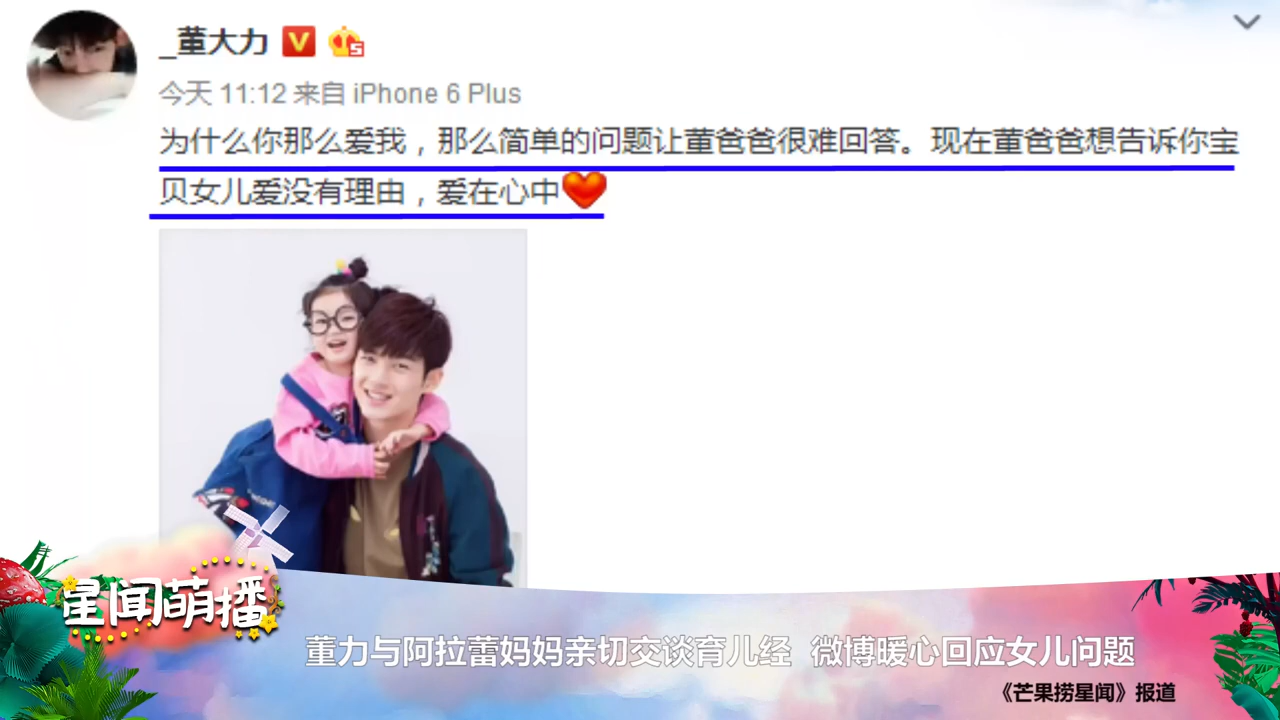 _董大力
今天 11:12 来自 iPhone 6 Plus
为什么你那么爱我，那么简单的问题让董爸爸很难回答。现在董爸爸想告诉你宝
贝女儿爱没有理由，爱在心中
星闻萌播
董力与阿拉蕾妈妈亲切交谈育儿经 微博暖心回应女儿问题
《芒果捞星闻》报道